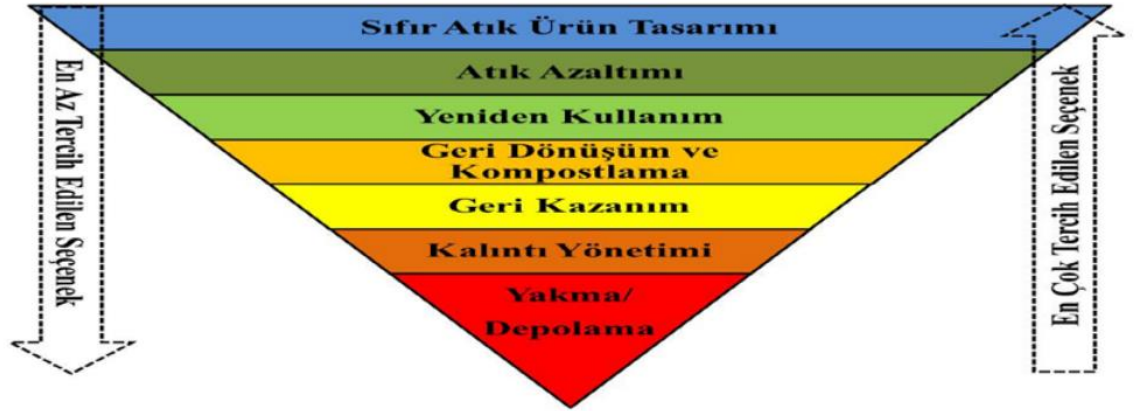 Sıfır Atık Ürün Tasarımı
Atık Azaltımı
Yeniden Kullanım
Geri Dönüşüm ve
Kompostlama
Geri Kazanım
Kalıntı Yönetimi
Yakma/
Depolama
En Az Tercih Edilen Seçenek
En Çok Tercih Edilen Seçenek